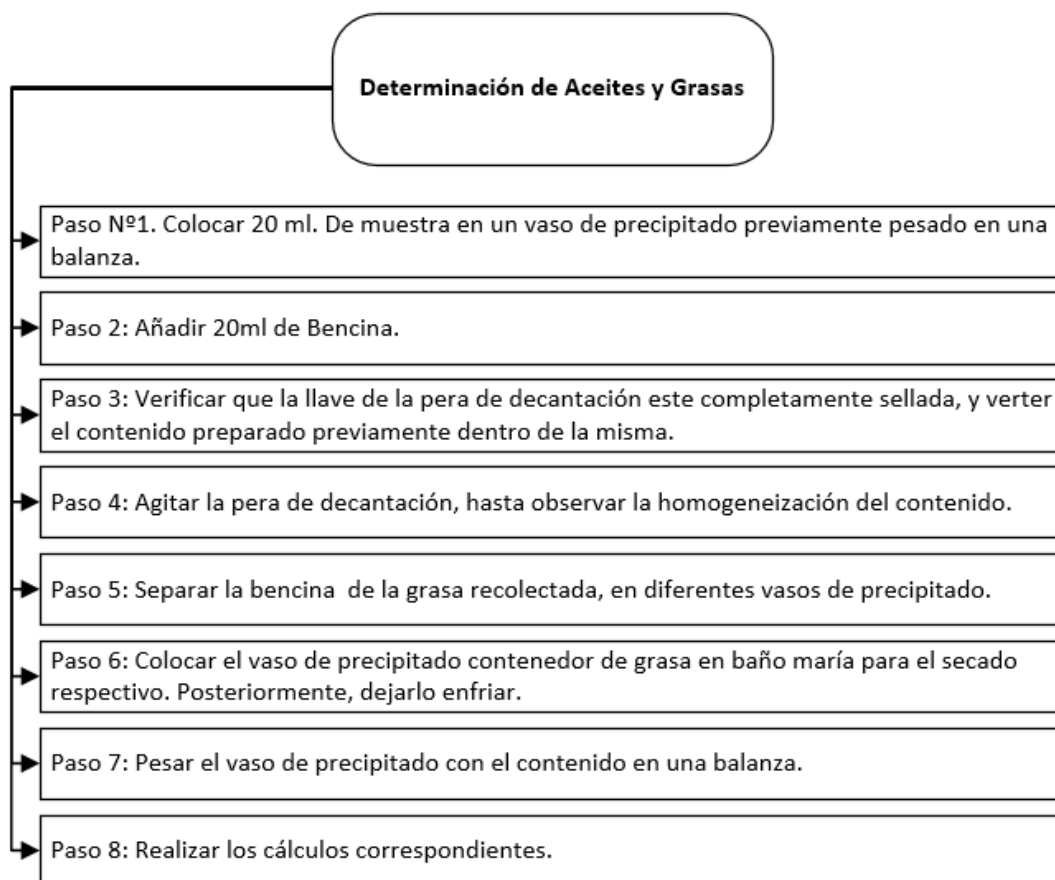 Determinación de Aceites y Grasas
Paso Nº1. Colocar 20 ml. De muestra en un vaso de precipitado previamente pesado en una
balanza.
Paso 2: Añadir 20ml de Bencina.
Paso 3: Verificar que la llave de la pera de decantación este completamente sellada, y verter
el contenido preparado previamente dentro de la misma.
Paso 4: Agitar la pera de decantación, hasta observar la homogeneización del contenido.
Paso 5: Separar la bencina  de la grasa recolectada, en diferentes vasos de precipitado.
Paso 6: Colocar el vaso de precipitado contenedor de grasa en baño maría para el secado
respectivo. Posteriormente, dejarlo enfriar.
Paso 7: Pesar el vaso de precipitado con el contenido en una balanza.
Paso 8: Realizar los cálculos correspondientes.